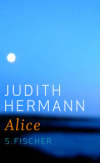 JUDITH
HERMANN
Alice
S. FISCHER